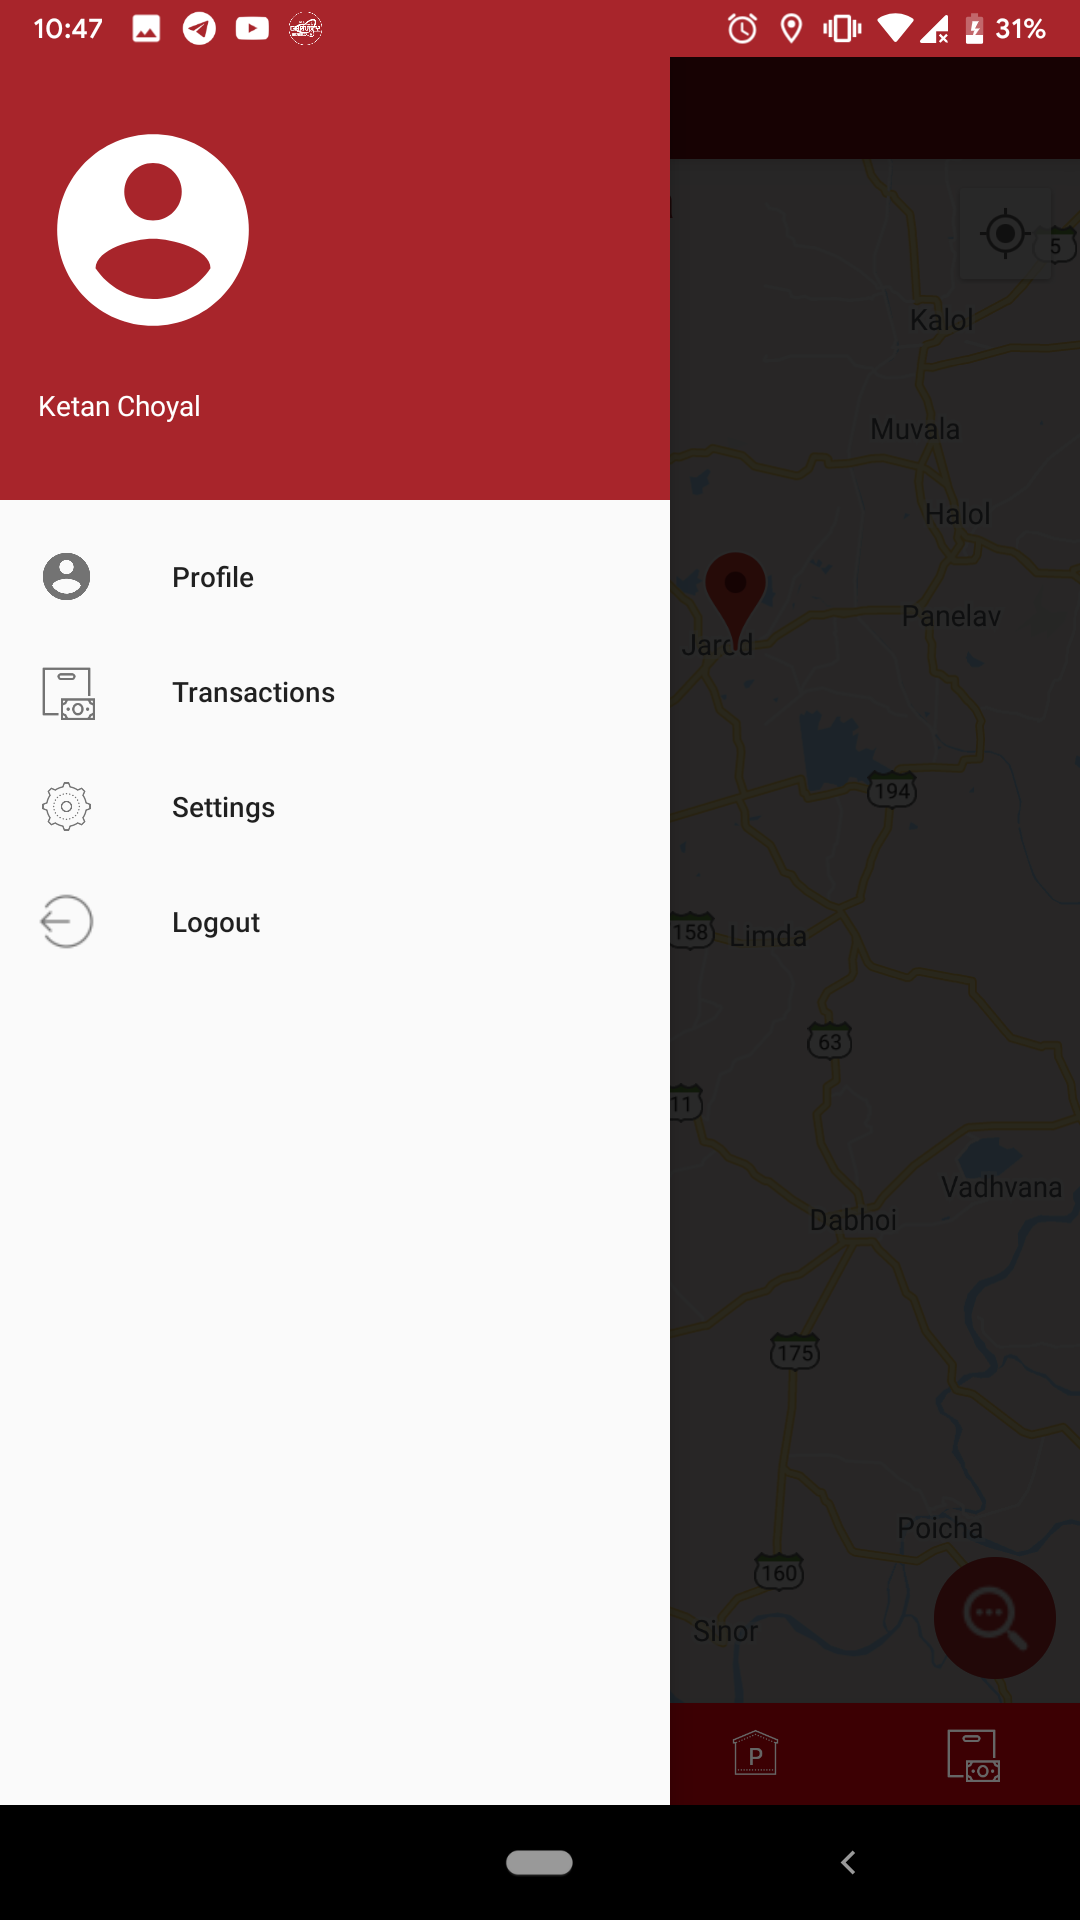 10:47
31%
5
Kalol
Ketan Choyal
Muvala
Halol
Profile
Panelav
Jarod
Transactions
194
Settings
Logout
158
Limda
63
11
Vadhvana
Dabhoi
175
Poicha
160
Sinor
P